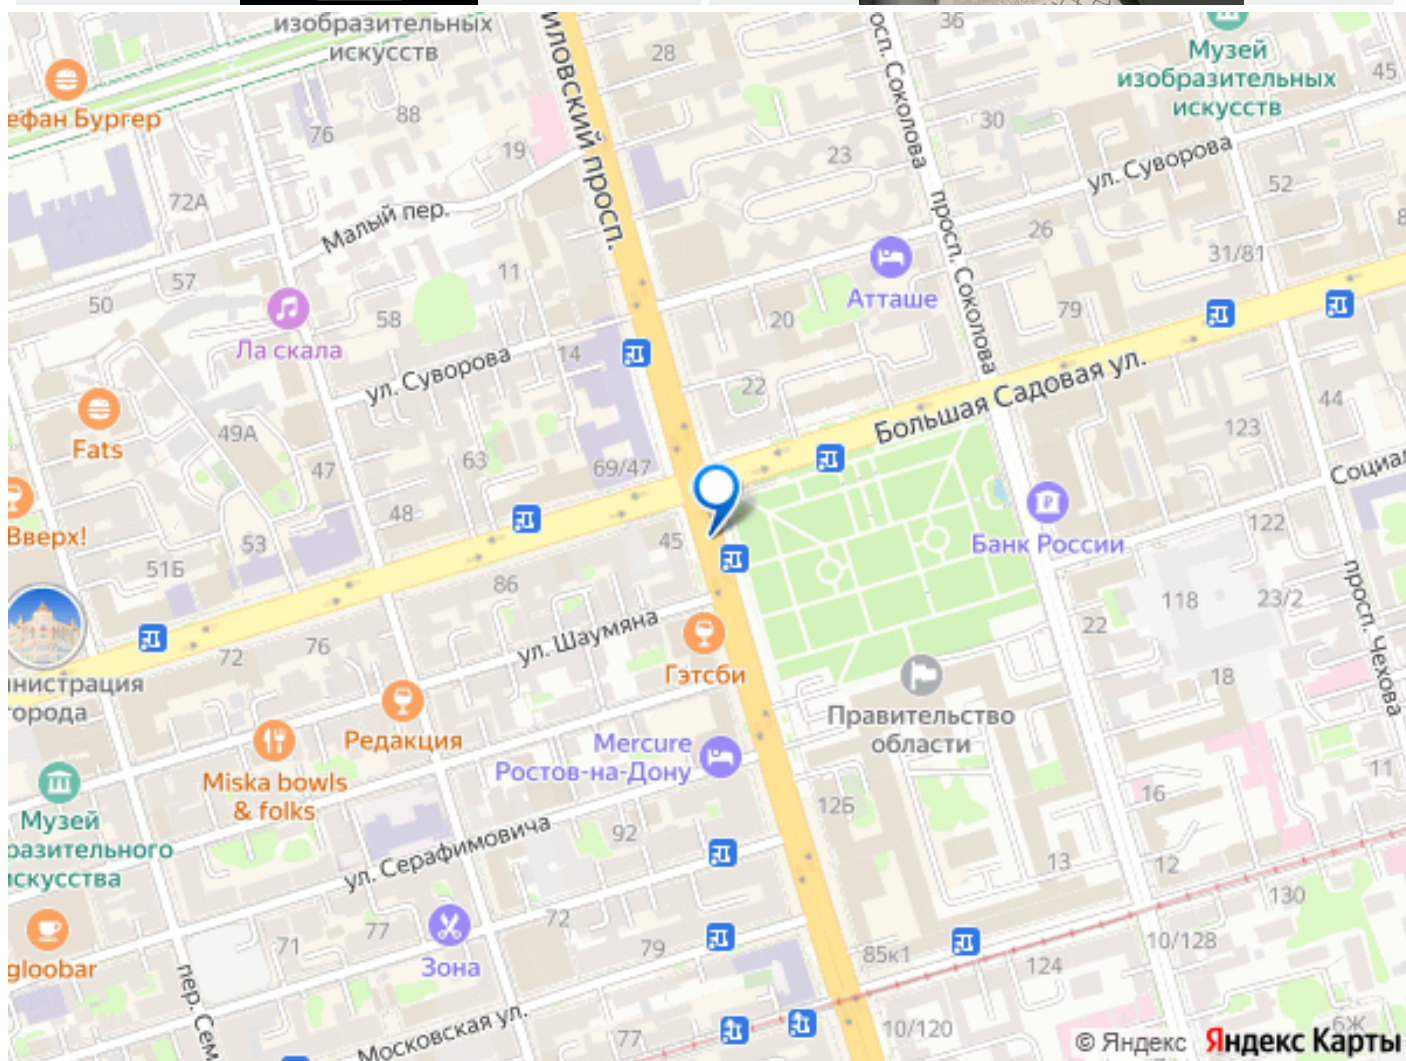 изобразительных
искусств
36
28
Музей
изобразительных
искусств
45
ефан Бургер
88
76
19
иловский просп.
23
30
осп. Соколова
ул. Суворова
52
72А
Малый пер.
просп. Соколова
26
31/81
8
57
50
11
Атташе
58
20
79
Ла скала
14
ул. Суворова
22
Большая Садовая ул.
44
Fats
49А
63
69/47
123
47
Социал
48
Вверх!
53
45
Банк России
122
51Б
86
просп. Чехова
118
23/2
22
ул. Шаумяна
76
72
Гэтсби
18
нистрация
города
Редакция
Правительство
области
Mercure
Ростов-на-Дону
11
Miska bowls
& folks
16
12Б
Музей
разительного
искусства
ул. Серафимовича
92
13
12
130
72
77
71
79
gloobar
Зона
85к1
124
10/128
пер. Сем
Московская ул.
77
10/120
6Ж
© Яндекс Яндекс Карты